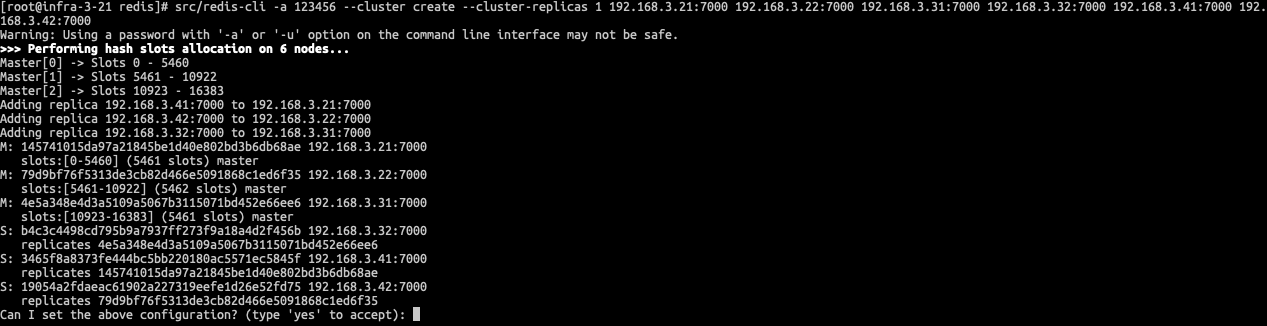 [root@infra-3-21 redis]# src/redis-cli -a 123456 --cluster create --cluster-replicas 1 192.168.3.21:7000 192.168.3.22:7000 192.168.3.31:7000 192.168.3.32:7000 192.168.3.41:7000 192.
168.3.42:7000
Warning: Using a password with '-a' or '-u' option on the command line interface may not be safe.
>>> Performing hash slots allocation on 6 nodes...
Master[0] -> Slots 0 - 5460
Master[1] -> Slots 5461 - 10922
Master[2] -> Slots 10923 - 16383
Adding replica 192.168.3.41:7000 to 192.168.3.21:7000
Adding replica 192.168.3.42:7000 to 192.168.3.22:7000
Adding replica 192.168.3.32:7000 to 192.168.3.31:7000
M: 145741015da97a21845be1d40e802bd3b6db68ae 192.168.3.21:7000
   slots:[0-5460] (5461 slots) master
M: 79d9bf76f5313de3cb82d466e5091868c1ed6f35 192.168.3.22:7000
   slots:[5461-10922] (5462 slots) master
M: 4e5a348e4d3a5109a5067b3115071bd452e66ee6 192.168.3.31:7000
   slots:[10923-16383] (5461 slots) master
S: b4c3c4498cd795b9a7937ff273f9a18a4d2f456b 192.168.3.32:7000
   replicates 4e5a348e4d3a5109a5067b3115071bd452e66ee6
S: 3465f8a8373fe444bc5bb220180ac5571ec5845f 192.168.3.41:7000
   replicates 145741015da97a21845be1d40e802bd3b6db68ae
S: 19054a2fdaeac61902a227319eefe1d26e52fd75 192.168.3.42:7000
   replicates 79d9bf76f5313de3cb82d466e5091868c1ed6f35
Can I set the above configuration? (type 'yes' to accept):